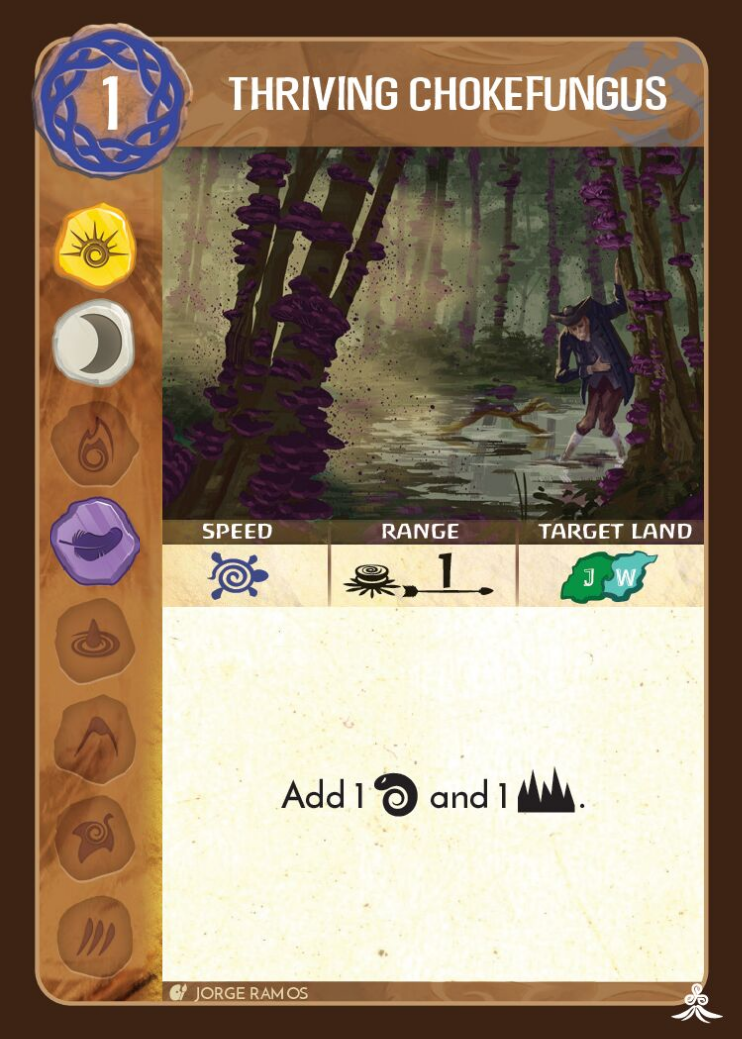 1
THRIVING CHOKEFUNGUS
SPEED RANGE TARGET LAND
1 J W
Add 1 and 1 .
JORGE RAMOS